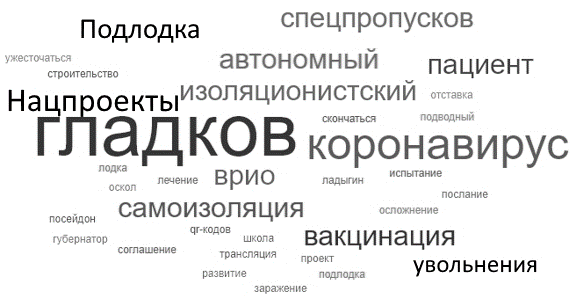 спецпропусков
Подлодка
ужесточаться
автономный
пациент
строительство
изоляционистский
отставка
Нацпроекты
гладков
скончаться
подводный
коронавирус
лодка
оскол
лечение
врио
ладыгин
испытание
послание
самоизоляция
осложнение
посейдон
qr-кодов
губернатор
школа
вакцинация
соглашение
трансляция
проект
увольнения
развитие
подлодка
заражение